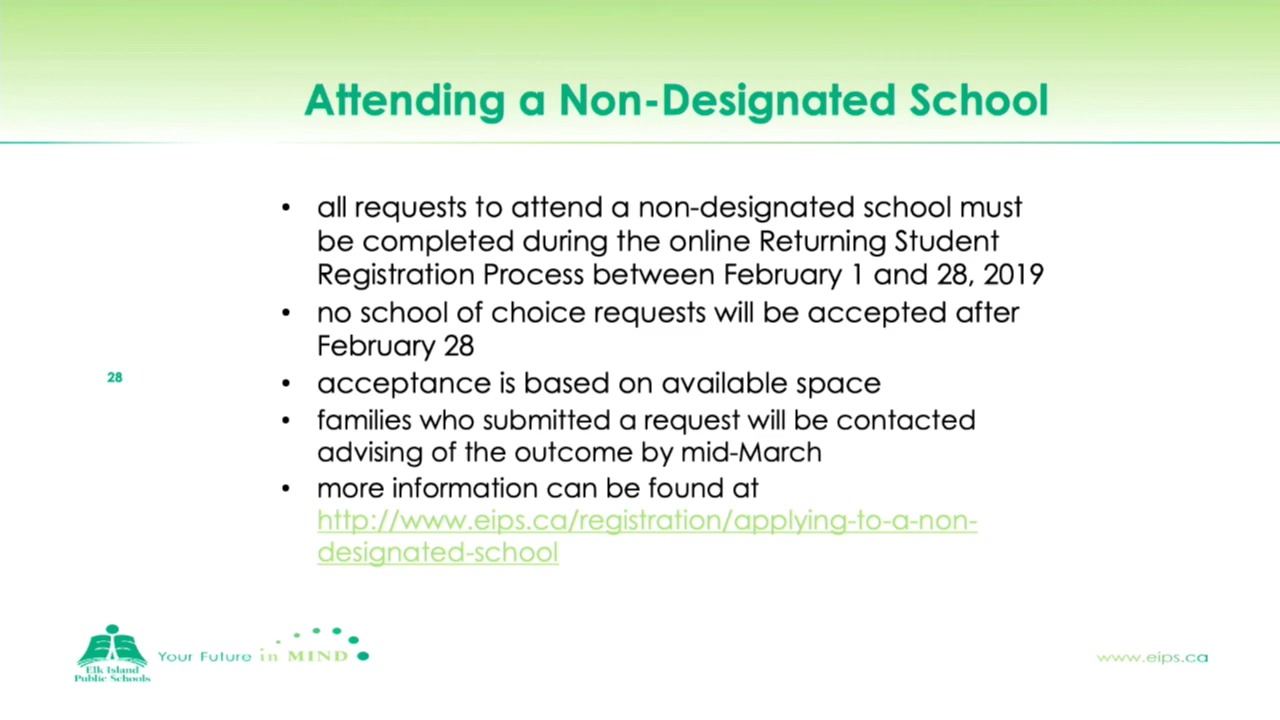 Attending a Non-Designated School
• all requests to attend a non-designated school must
be completed during the online Returning Student
Registration Process between February 1 and 28, 2019
• no school of choice requests will be accepted after
February 28
28
• acceptance is based on available space
• families who submitted a request will be contacted
advising of the outcome by mid-March
• more information can be found at
http://www.eips.ca/registration/applying-to-a-non-
designated-school
Your Future in MIND
Elk Island
Public Schools
www.eips.ca